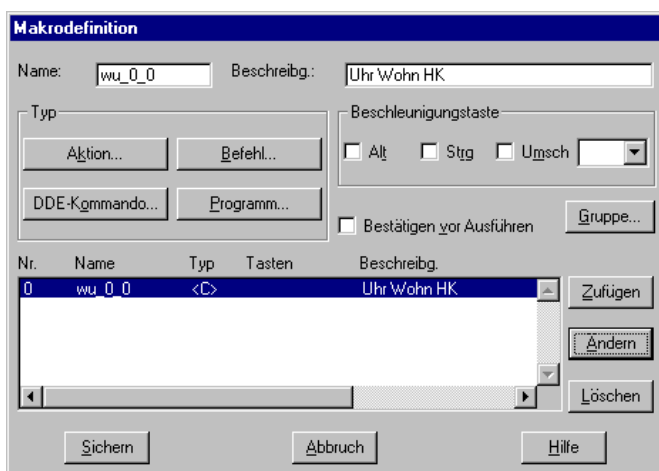 Makrodefinition
Name: wu_0_0 Beschreibg.: Uhr Wohn HK
Typ
Beschleunigungstaste
Aktion... Befehl...
Alt Strg Umsch
DDE-Kommando... Programm...
Bestätigen vor Ausführen Gruppe...
Nr. Name Typ Tasten Beschreibg.
0 wu_0_0 <C> Uhr Wohn HK
Zufügen
Ändern
Löschen
Sichern Abbruch Hilfe